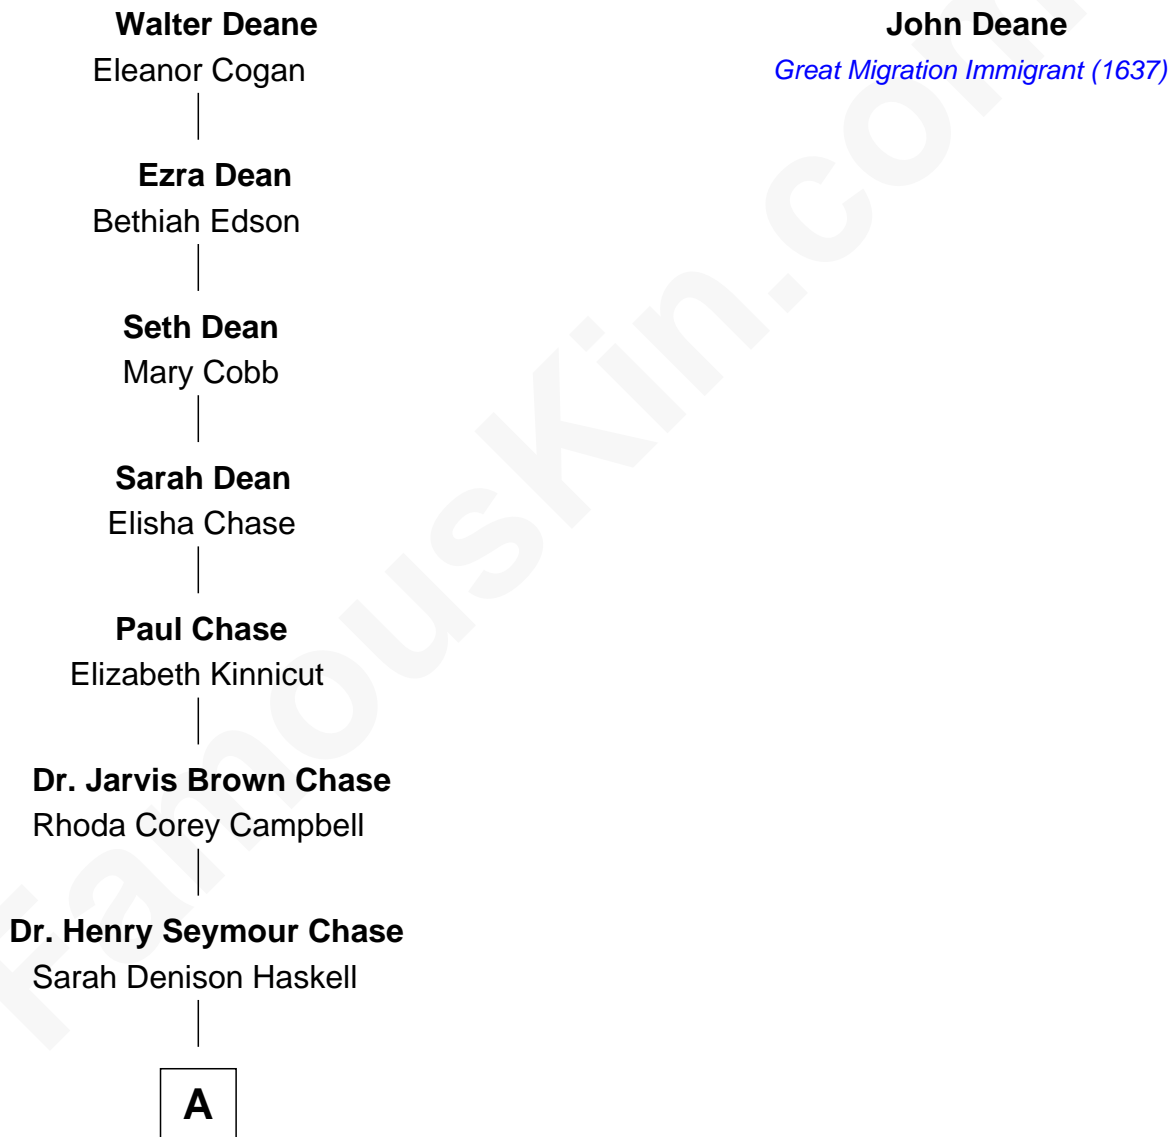 Walter Deane
Eleanor Cogan
John Deane
Great Migration Immigrant (1637)
Ezra Dean
Bethiah Edson
Seth Dean
Mary Cobb
Sarah Dean
Elisha Chase
Paul Chase
Elizabeth Kinnicut
Dr. Jarvis Brown Chase
Rhoda Corey Campbell
Dr. Henry Seymour Chase
Sarah Denison Haskell
A
FamousKin.com